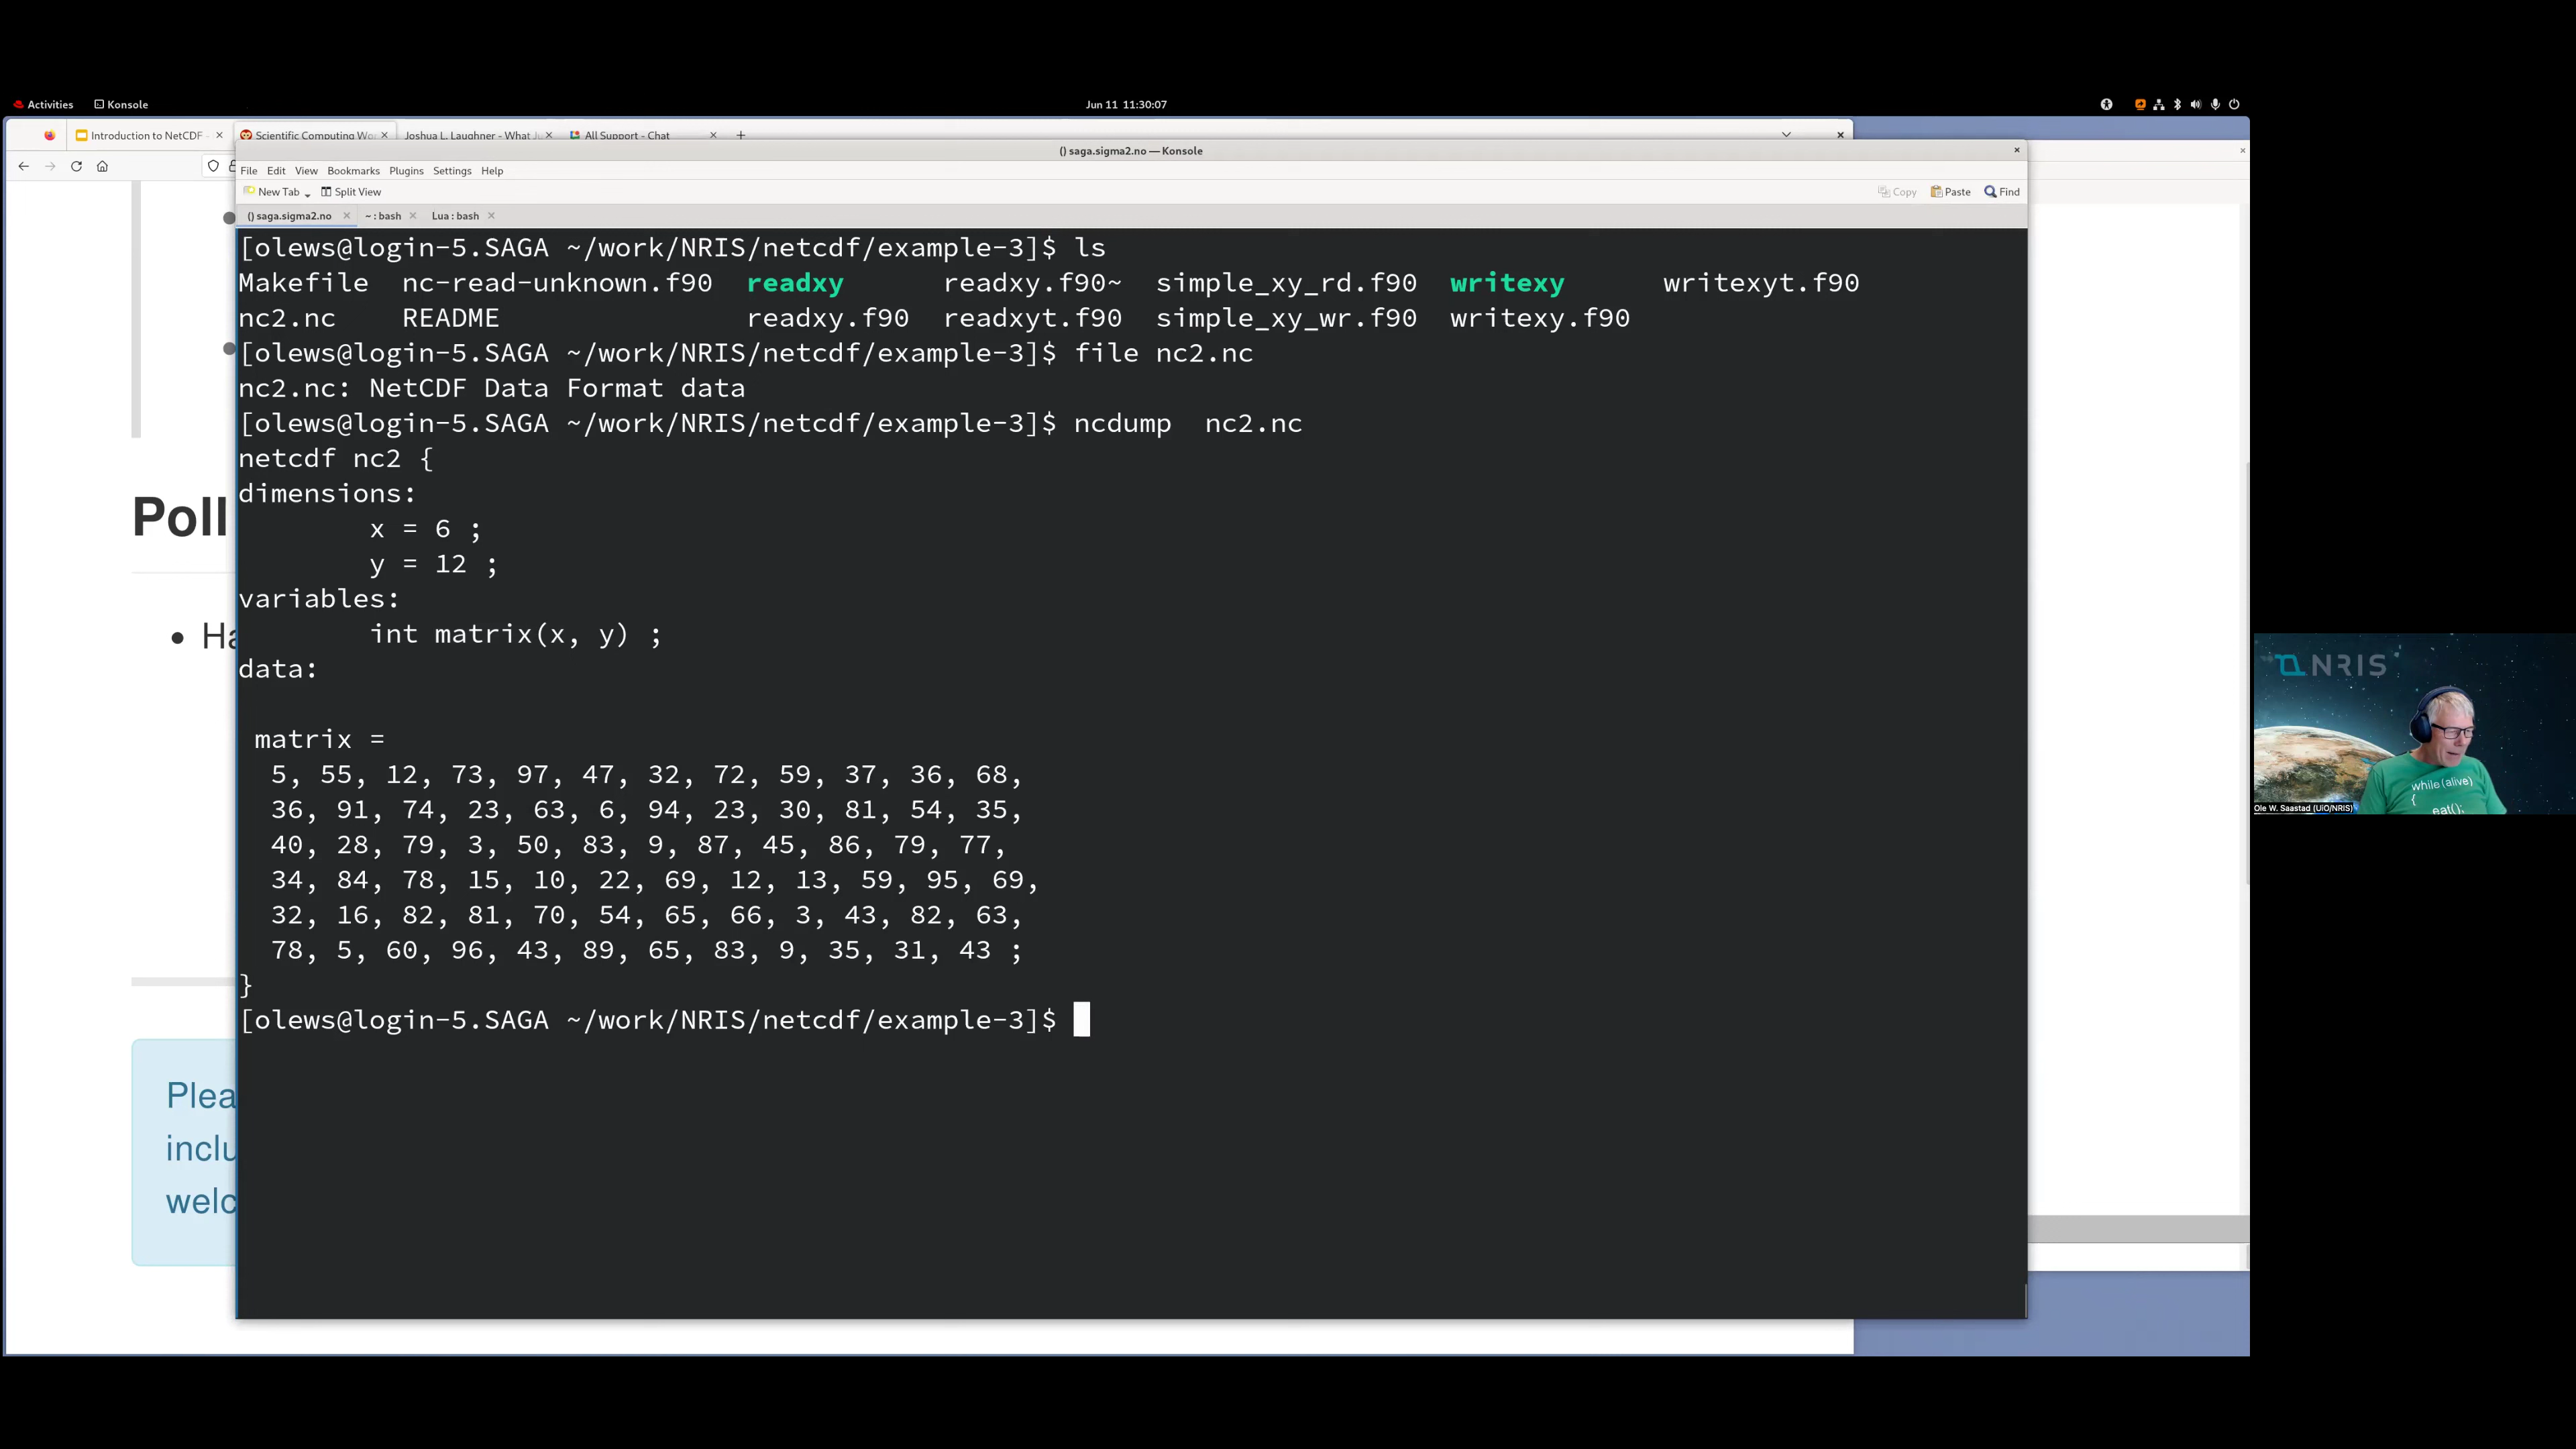 Activities Konsole Jun 11 11:30:07
Introduction to NetCDF - Scientific Computing Wo Joshua L. Laughner - What Ju All Support - Chat
() saga.sigma2.no — Konsole
File Edit View Bookmarks Plugins Settings Help
New Tab Split View Copy Paste Find
() saga.sigma2.no ~ : bash Lua : bash
[olews@login-5.SAGA ~/work/NRIS/netcdf/example-3]$ ls
Makefile nc-read-unknown.f90 readxy readxy.f90~ simple_xy_rd.f90 writexy writexyt.f90
nc2.nc README readxy.f90 readxyt.f90 simple_xy_wr.f90 writexy.f90
[olews@login-5.SAGA ~/work/NRIS/netcdf/example-3]$ file nc2.nc
nc2.nc: NetCDF Data Format data
[olews@login-5.SAGA ~/work/NRIS/netcdf/example-3]$ ncdump nc2.nc
netcdf nc2 {
dimensions:
x = 6 ;
y = 12 ;
variables:
int matrix(x, y) ;
data:
matrix =
5, 55, 12, 73, 97, 47, 32, 72, 59, 37, 36, 68,
36, 91, 74, 23, 63, 6, 94, 23, 30, 81, 54, 35,
40, 28, 79, 3, 50, 83, 9, 87, 45, 86, 79, 77,
34, 84, 78, 15, 10, 22, 69, 12, 13, 59, 95, 69,
32, 16, 82, 81, 70, 54, 65, 66, 3, 43, 82, 63,
78, 5, 60, 96, 43, 89, 65, 83, 9, 35, 31, 43 ;
}
[olews@login-5.SAGA ~/work/NRIS/netcdf/example-3]$
Poll
• Ha
Plea
inclu
welc
NRIS
while(alive)
{
eat();
Ole W. Saastad (UiO/NRIS)